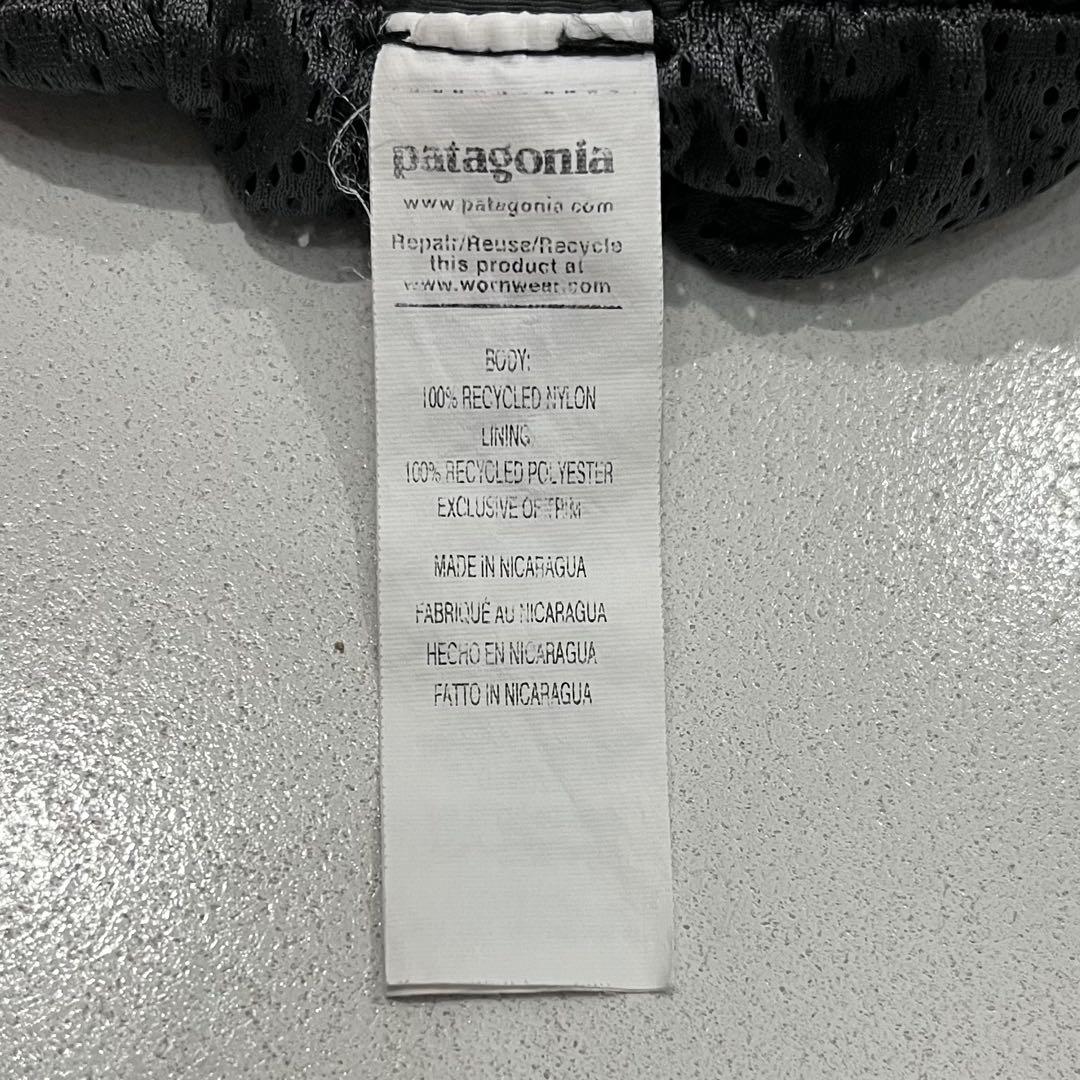 patagonia
www.patagonia.com
Repair/Reuse/Recycle
this product at
www.wornwear.com
BODY:
100% RECYCLED NYLON
LINING:
100% RECYCLED POLYESTER
EXCLUSIVE OF TRIM
MADE IN NICARAGUA
FABRIQUÉ AU NICARAGUA
HECHO EN NICARAGUA
FATTO IN NICARAGUA